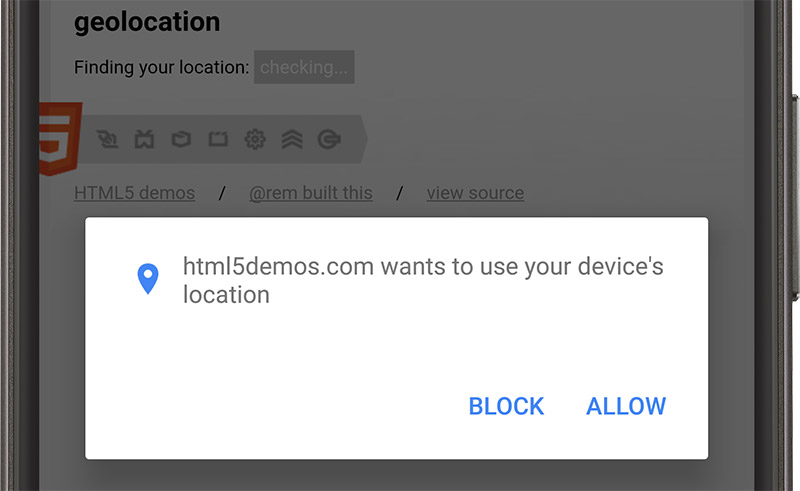 geolocation
Finding your location: checking...
HTML5 demos / @rem built this / view source
html5demos.com wants to use your device's
location
BLOCK ALLOW